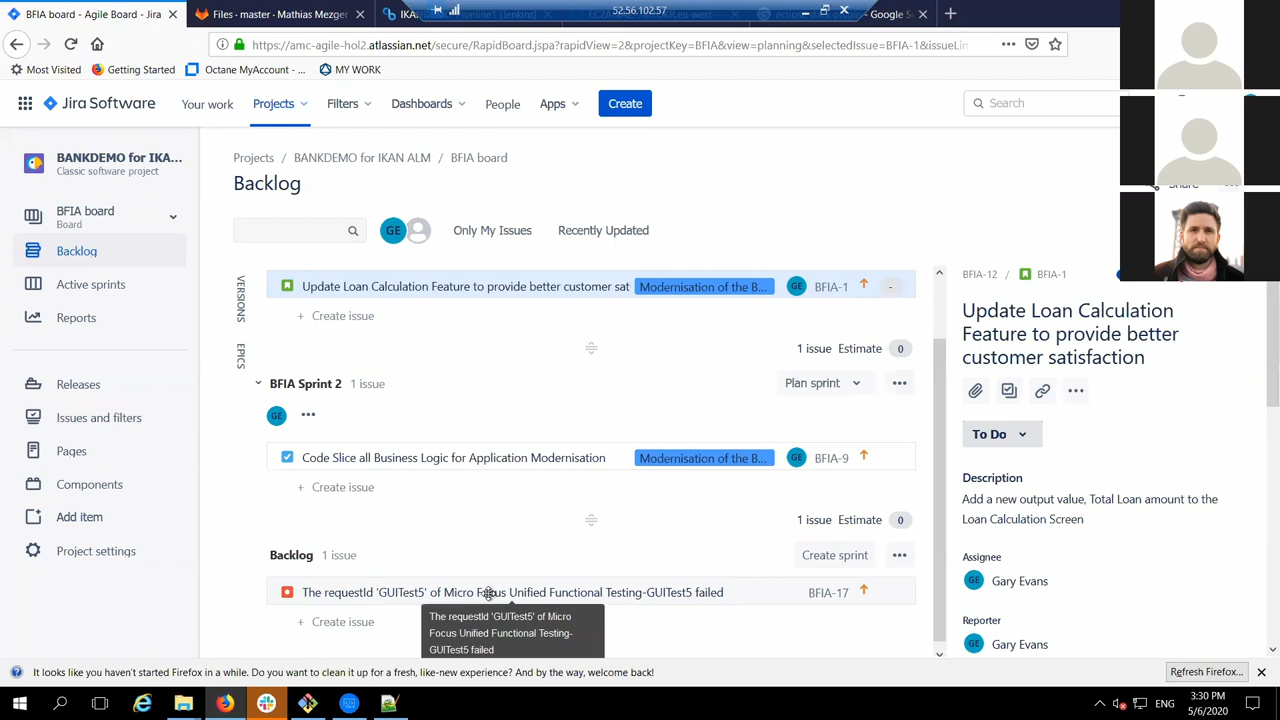 BFIA board - Agile Board - Jira
Files · master · Mathias Mezger
52.56.102.57
https://amc-agile-hol2.atlassian.net/secure/RapidBoard.jspa?rapidView=2&projectKey=BFIA&view=planning&selectedIssue=BFIA-1&issueLim
Most Visited
Getting Started
Octane MyAccount - ...
MY WORK
Jira Software
Your work
Projects
Filters
Dashboards
People
Apps
Create
Search
BANKDEMO for IKA...
Classic software project
BFIA board
Board
Backlog
Active sprints
Reports
Releases
Issues and filters
Pages
Components
Add item
Project settings
Projects / BANKDEMO for IKAN ALM / BFIA board
Backlog
Share
GE
Only My Issues
Recently Updated
VERSIONS
EPICS
Update Loan Calculation Feature to provide better customer sat
Modernisation of the B...
GE
BFIA-1
-
+ Create issue
1 issue Estimate 0
BFIA Sprint 2 1 issue
Plan sprint
GE
Code Slice all Business Logic for Application Modernisation
Modernisation of the B...
GE
BFIA-9
+ Create issue
1 issue Estimate 0
Backlog 1 issue
Create sprint
The requestId 'GUITest5' of Micro Focus Unified Functional Testing-GUITest5 failed
BFIA-17
+ Create issue
The requestId 'GUITest5' of Micro
Focus Unified Functional Testing-
GUITest5 failed
BFIA-12 / BFIA-1
Update Loan Calculation
Feature to provide better
customer satisfaction
To Do
Description
Add a new output value, Total Loan amount to the
Loan Calculation Screen
Assignee
GE Gary Evans
Reporter
GE Gary Evans
It looks like you haven't started Firefox in a while. Do you want to clean it up for a fresh, like-new experience? And by the way, welcome back!
Refresh Firefox...
ENG
3:30 PM
5/6/2020